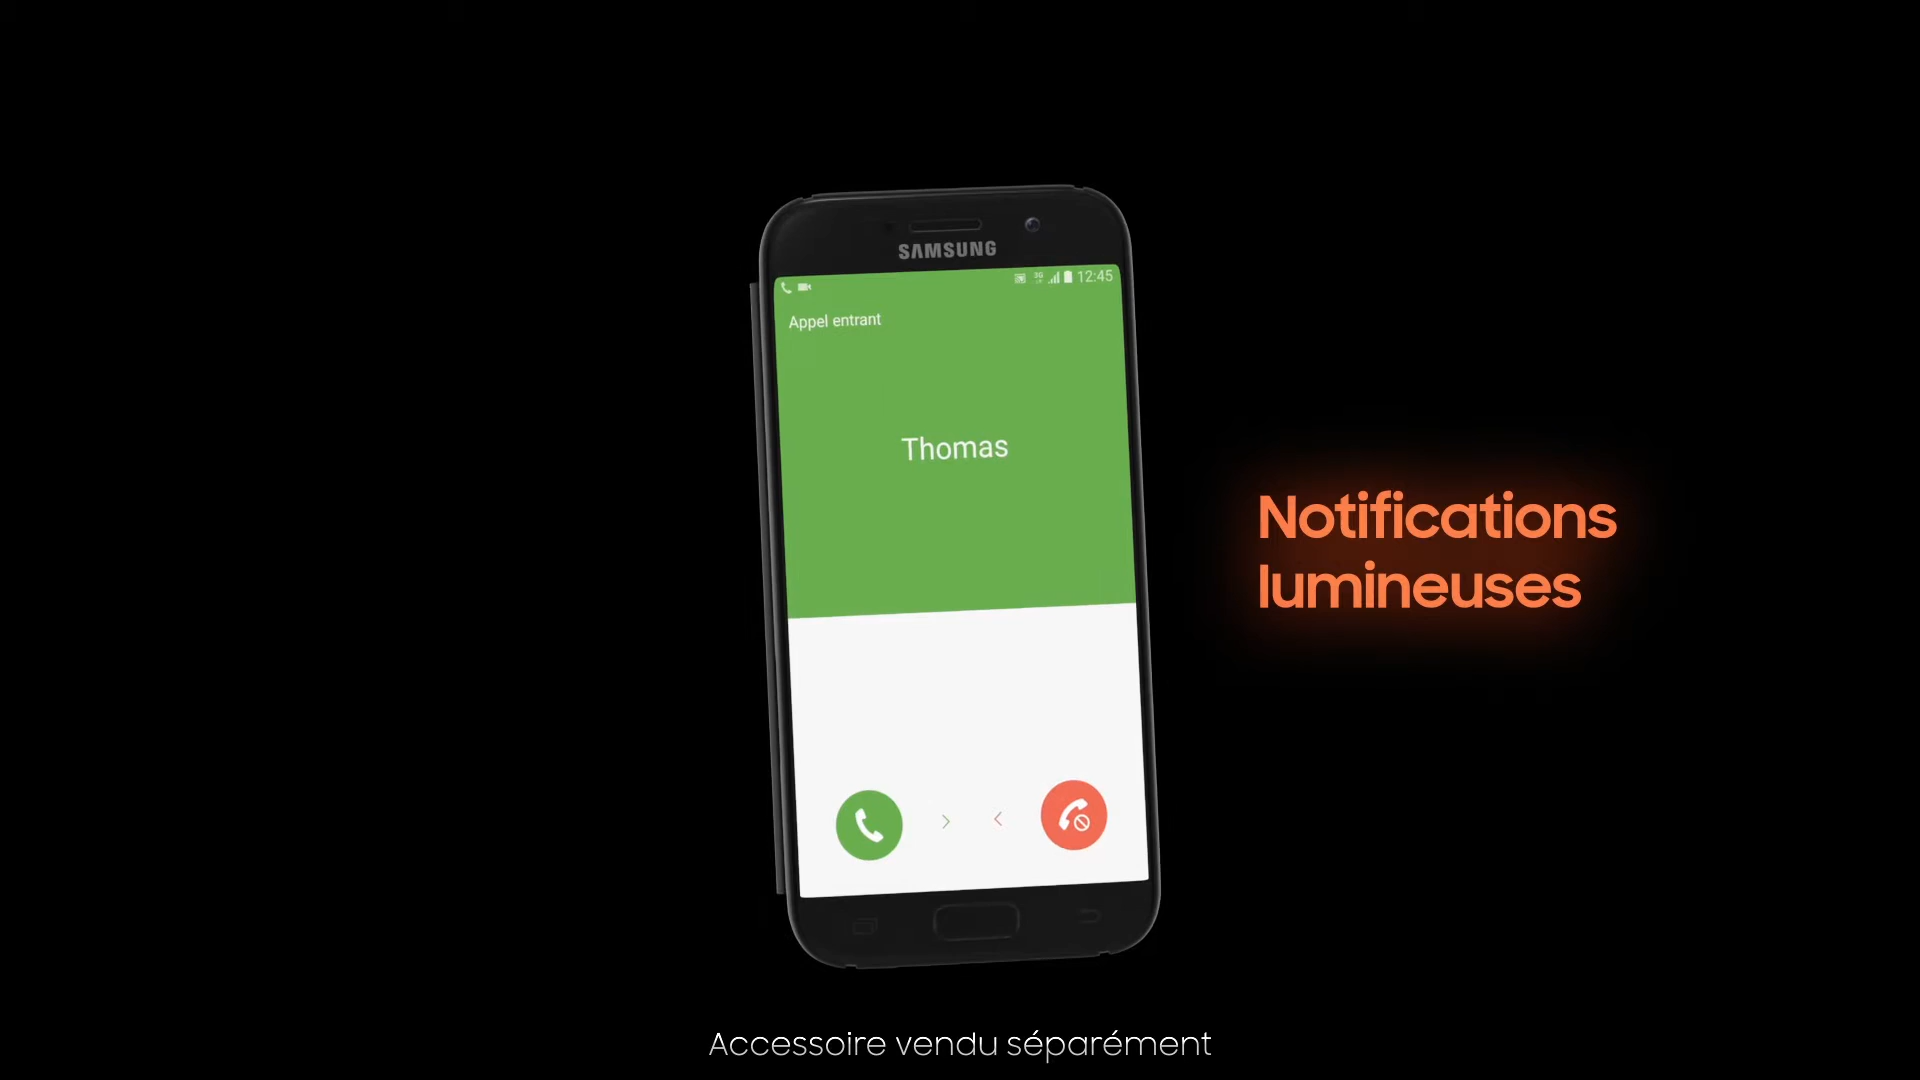 SAMSUNG
12:45
Appel entrant
Thomas
Notifications
lumineuses
Accessoire vendu séparément